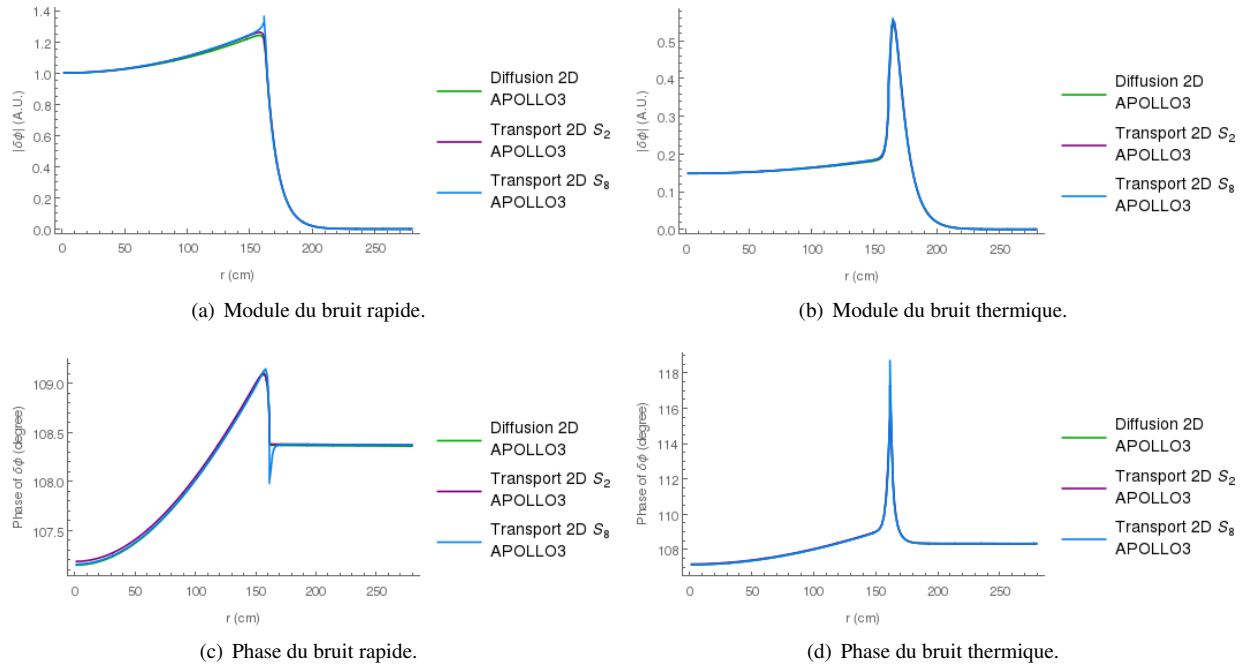 |δϕ| (A.U.)
1.4
1.2
1.0
0.8
0.6
0.4
0.2
0.0
0 50 100 150 200 250
r (cm)
Diffusion 2D
APOLLO3
Transport 2D S₂
APOLLO3
Transport 2D S₈
APOLLO3
(a) Module du bruit rapide.
|δϕ| (A.U.)
0.5
0.4
0.3
0.2
0.1
0.0
0 50 100 150 200 250
r (cm)
Diffusion 2D
APOLLO3
Transport 2D S₂
APOLLO3
Transport 2D S₈
APOLLO3
(b) Module du bruit thermique.
Phase of δϕ (degree)
109.0
108.5
108.0
107.5
0 50 100 150 200 250
r (cm)
Diffusion 2D
APOLLO3
Transport 2D S₂
APOLLO3
Transport 2D S₈
APOLLO3
(c) Phase du bruit rapide.
Phase of δϕ (degree)
118
116
114
112
110
108
0 50 100 150 200 250
r (cm)
Diffusion 2D
APOLLO3
Transport 2D S₂
APOLLO3
Transport 2D S₈
APOLLO3
(d) Phase du bruit thermique.